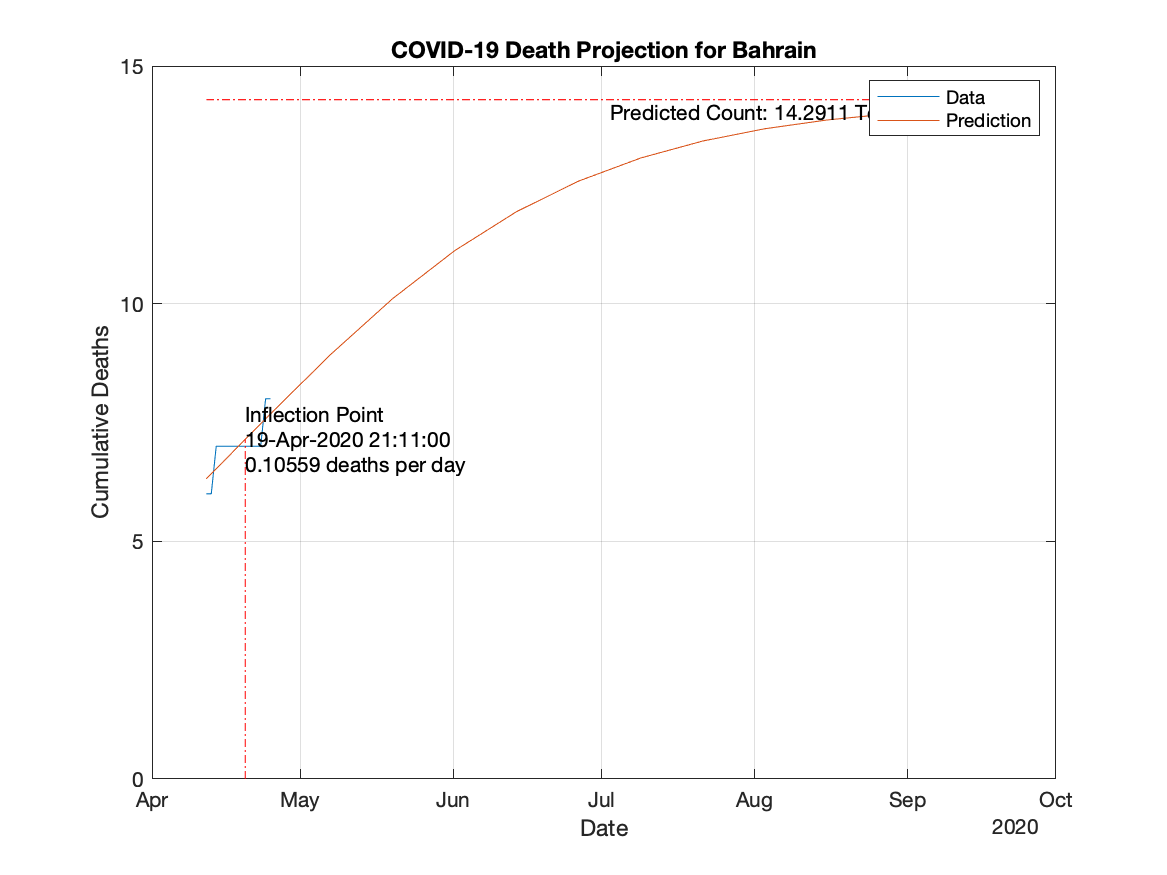 COVID-19 Death Projection for Bahrain
15
Predicted Count: 14.2911
Data
Prediction
10
Cumulative Deaths
Inflection Point
19-Apr-2020 21:11:00
0.10559 deaths per day
5
0
Apr May Jun Jul Aug Sep Oct
Date
2020